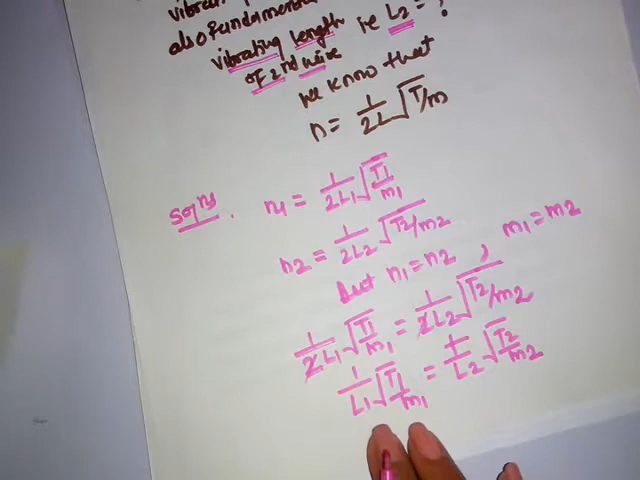 also fundamental
vibrating length ie L2 = ?
of 2nd wire
we know that
n = 1/2L √T/m
Solns. n1 = 1/2L1 √T1/m1
n2 = 1/2L2 √T2/m2
But n1 = n2 , m1 = m2
1/2L1 √T1/m1 = 1/2L2 √T2/m2
1/L1 √T1/m1 = 1/L2 √T2/m2